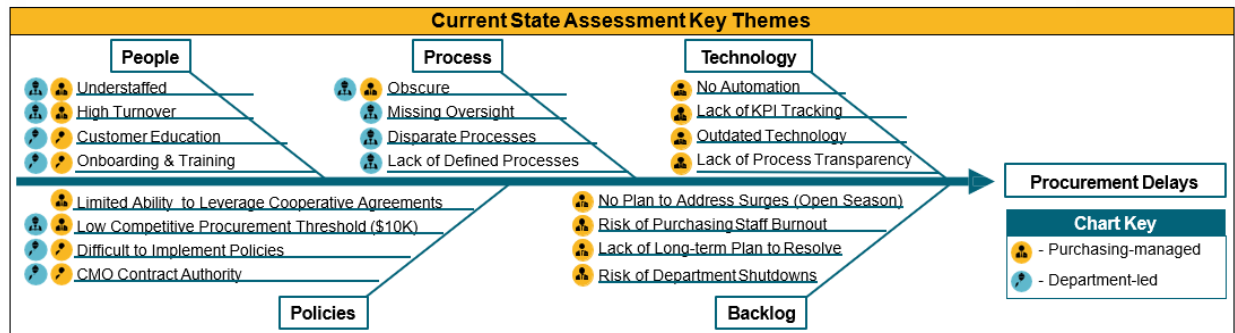 Current State Assessment Key Themes
People
Understaffed
High Turnover
Customer Education
Onboarding & Training
Process
Obscure
Missing Oversight
Disparate Processes
Lack of Defined Processes
Technology
No Automation
Lack of KPI Tracking
Outdated Technology
Lack of Process Transparency
Procurement Delays
Limited Ability to Leverage Cooperative Agreements
Low Competitive Procurement Threshold ($10K)
Difficult to Implement Policies
CMO Contract Authority
Policies
No Plan to Address Surges (Open Season)
Risk of Purchasing Staff Burnout
Lack of Long-term Plan to Resolve
Risk of Department Shutdowns
Backlog
Chart Key
- Purchasing-managed
- Department-led